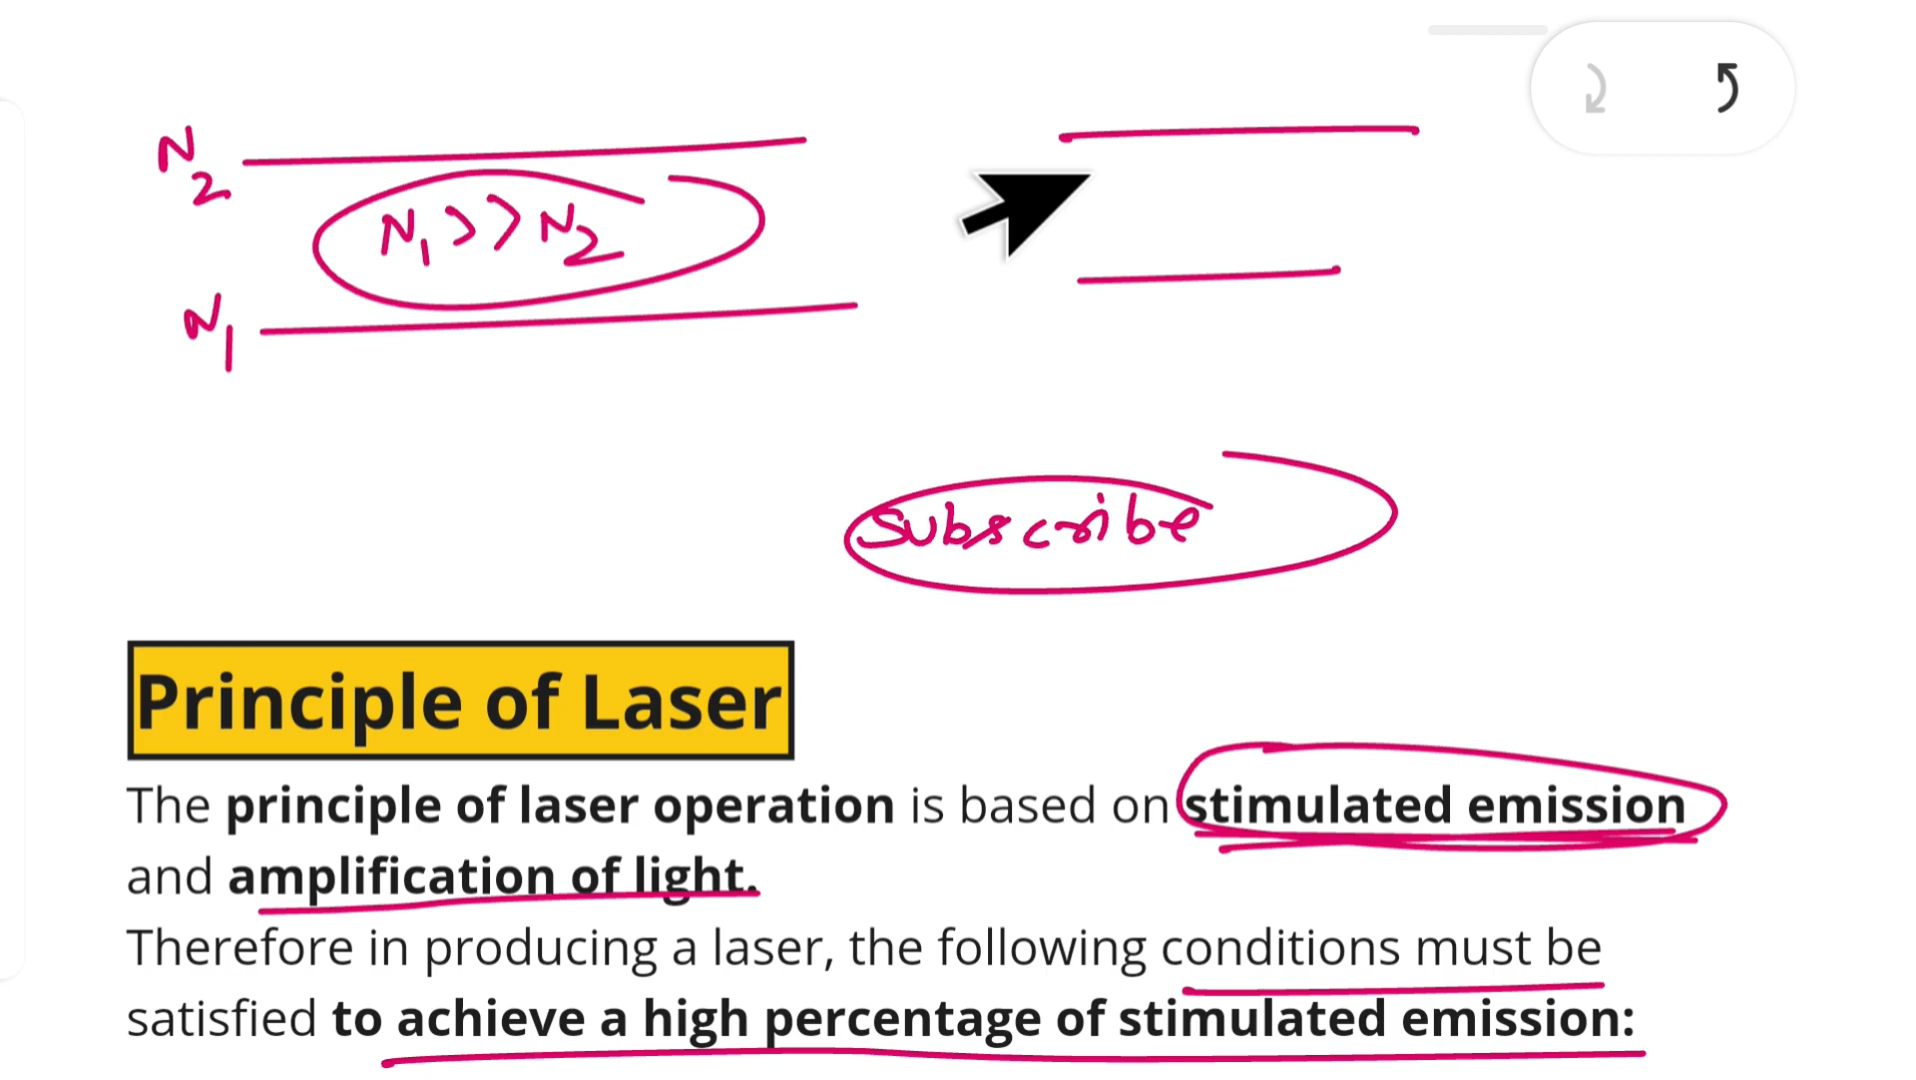 N2
N1 >> N2
N1
subscribe
Principle of Laser
The principle of laser operation is based on stimulated emission
and amplification of light.
Therefore in producing a laser, the following conditions must be
satisfied to achieve a high percentage of stimulated emission: